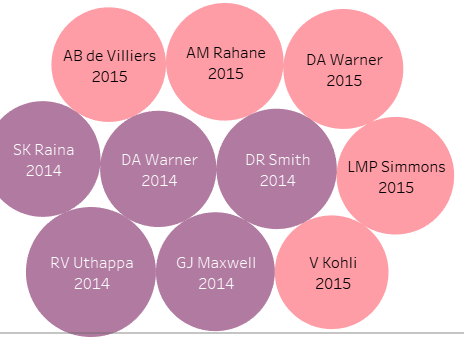 AB de Villiers
2015
AM Rahane
2015
DA Warner
2015
SK Raina
2014
DA Warner
2014
DR Smith
2014
LMP Simmons
2015
RV Uthappa
2014
GJ Maxwell
2014
V Kohli
2015